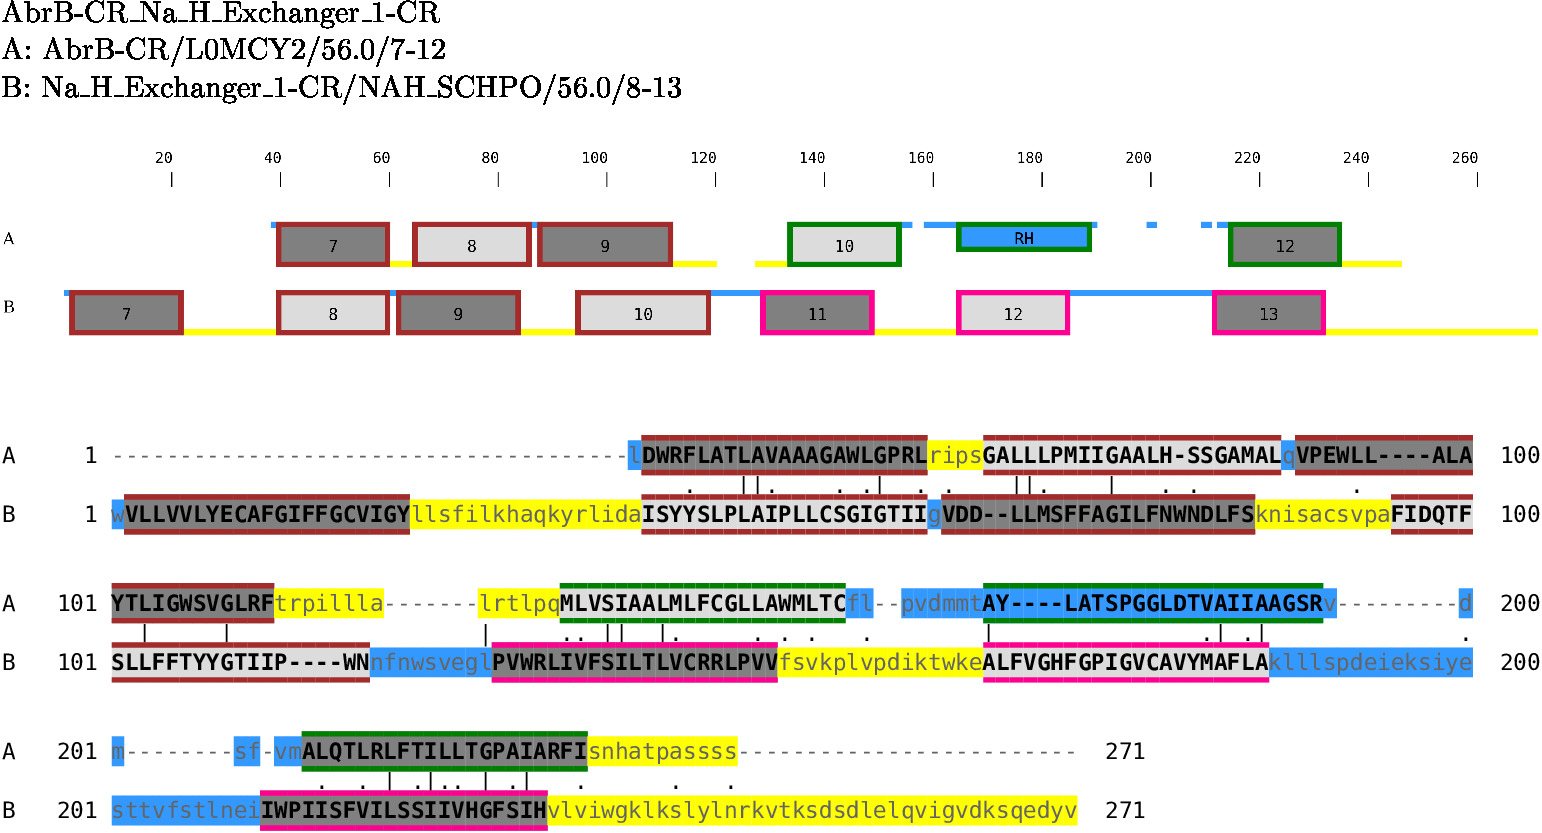 AbrB-CR_Na_H_Exchanger_1-CR
A: AbrB-CR/L0MCY2/56.0/7-12
B: Na_H_Exchanger_1-CR/NAH_SCHPO/56.0/8-13
20 40 60 80 100 120 140 160 180 200 220 240 260
A 7 8 9 10 RH 12
B 7 8 9 10 11 12 13
A 1 --------------------------------------lDWRFLATLAVAAAGAWLGPRLripsGALLLPMIIGAALH-SSGAMALqVPEWLL----ALA 100
B 1 wVLLVVLYECAFGIFFGCVIGYllsfilkhaqkyrlidaISYYSLPLAIPLLCSGIGTIIgVDD--LLMSFFAGILFNWNDLFSknisacsvpaFIDQTF 100
A 101 YTLIGWSVGLRFtrpillla-------lrtlpqMLVSIAALMLFCGLLAWMLTCfl--pvdmmtAY----LATSPGGLDTVAIIAAGSRv---------d 200
B 101 SLLFFTYYGTIIP----WNnfnwsveglPVWRLIVFSILTLVCRRLPVVfsvkplvpdiktwkeALFVGHFGPIGVCAVYMAFLAklllspdeieksiye 200
A 201 m--------sf-vmALQTLRLFTILLTGPAIARFIsnhatpassss------------------------- 271
B 201 sttvfstlneiIWPIISFVILSSIIVHGFSIHvlviwgklkslylnrkvtksdsdlelqvigvdksqedyvv 271